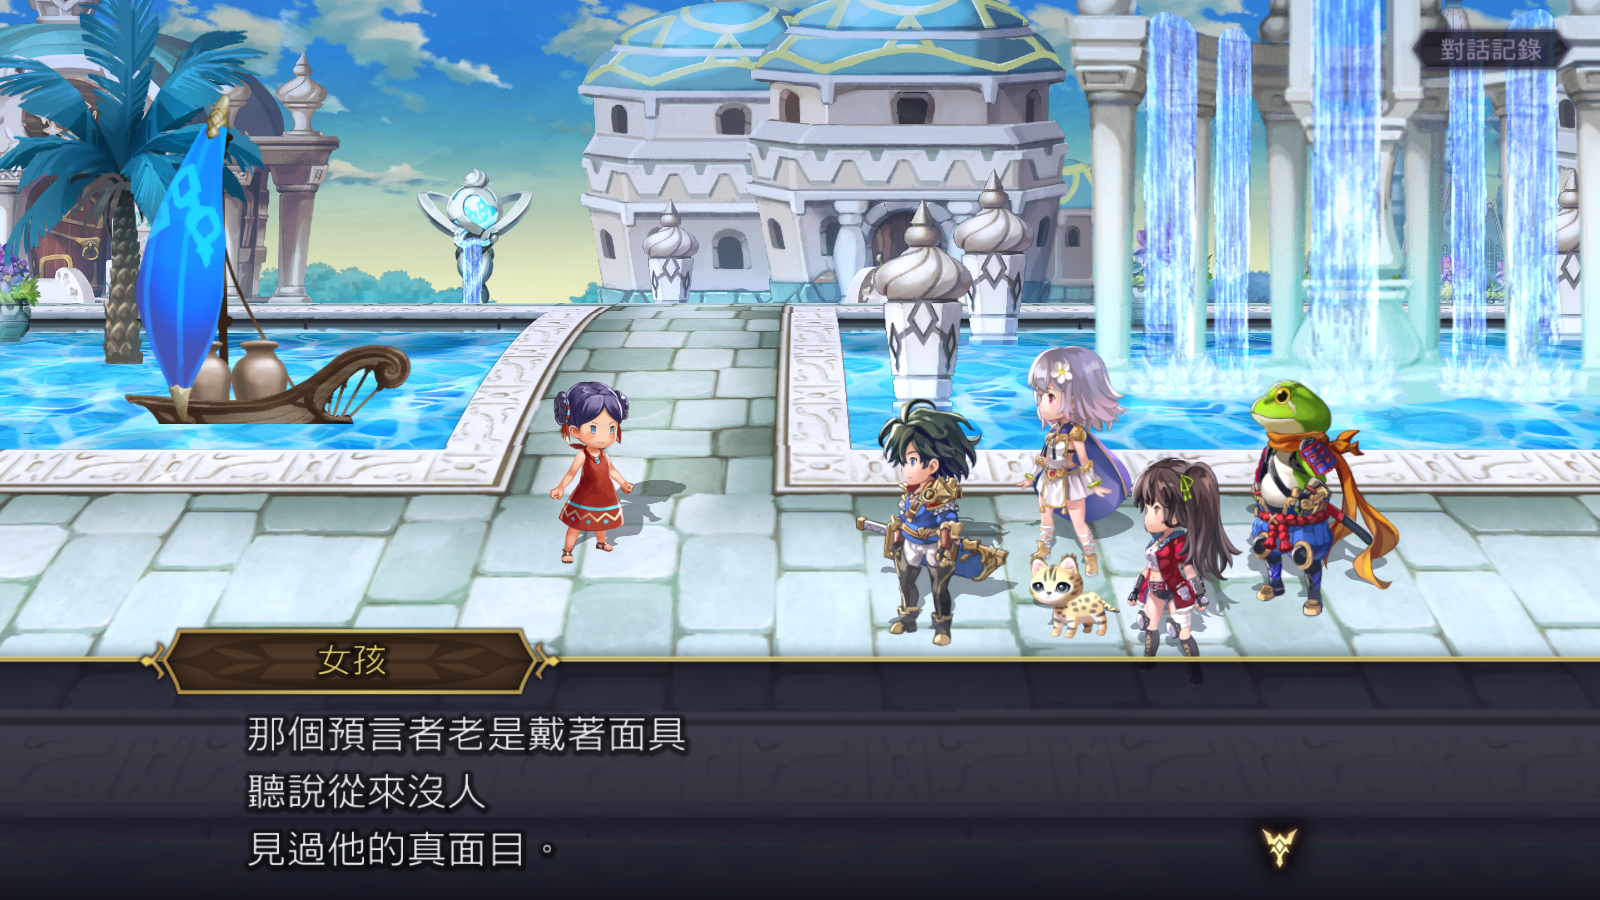 對話記錄
女孩
那個預言者老是戴著面具
聽說從來沒人
見過他的真面目。